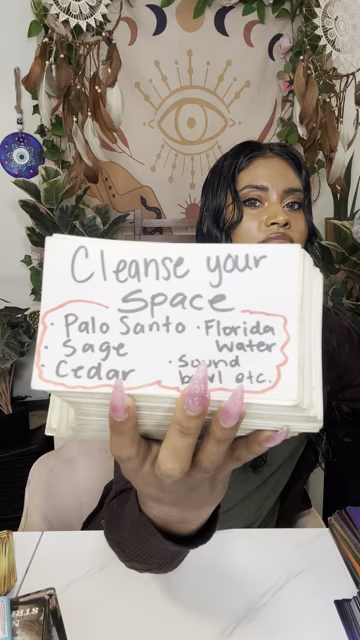 Cleanse your
Space
· Palo Santo · Florida
· Sage Water
· Cedar · Sound
bowl etc.